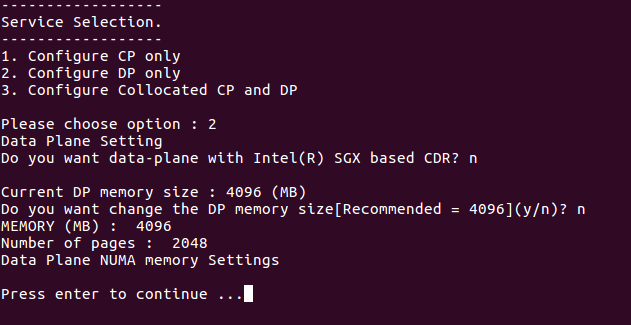 ------------------
Service Selection.
------------------
1. Configure CP only
2. Configure DP only
3. Configure Collocated CP and DP
Please choose option : 2
Data Plane Setting
Do you want data-plane with Intel(R) SGX based CDR? n
Current DP memory size : 4096 (MB)
Do you want change the DP memory size[Recommended = 4096](y/n)? n
MEMORY (MB) :  4096
Number of pages :  2048
Data Plane NUMA memory Settings
Press enter to continue ...